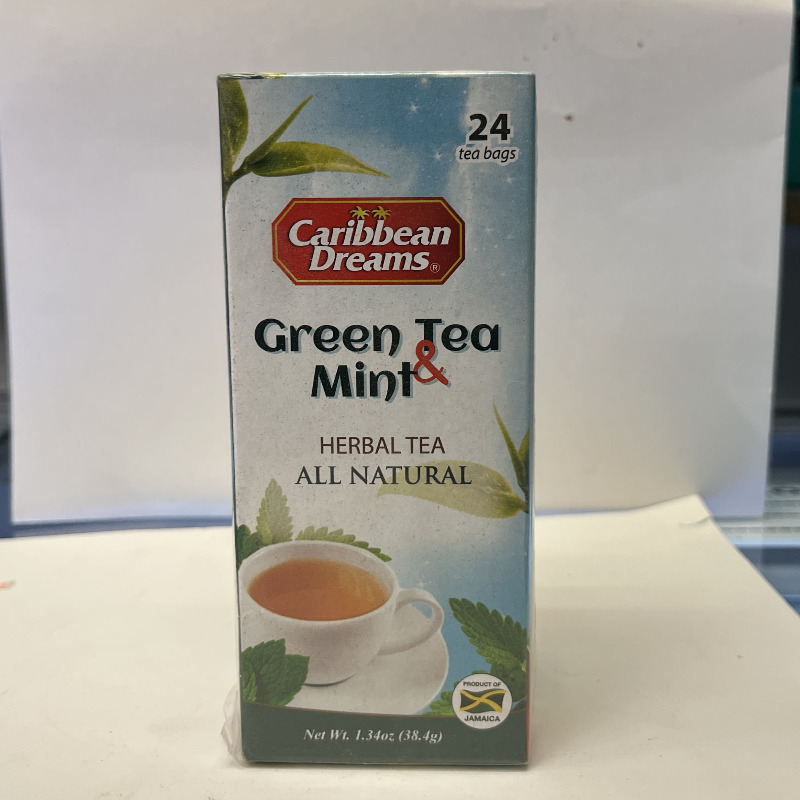 24
tea bags
Caribbean
Dreams®
Green Tea
& Mint
HERBAL TEA
ALL NATURAL
PRODUCT OF
JAMAICA
Net Wt. 1.34oz (38.4g)